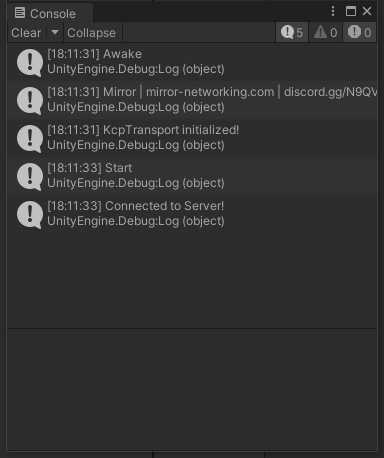 Console
Clear Collapse 5 0 0
[18:11:31] Awake
UnityEngine.Debug:Log (object)
[18:11:31] Mirror | mirror-networking.com | discord.gg/N9QV
UnityEngine.Debug:Log (object)
[18:11:31] KcpTransport initialized!
UnityEngine.Debug:Log (object)
[18:11:33] Start
UnityEngine.Debug:Log (object)
[18:11:33] Connected to Server!
UnityEngine.Debug:Log (object)